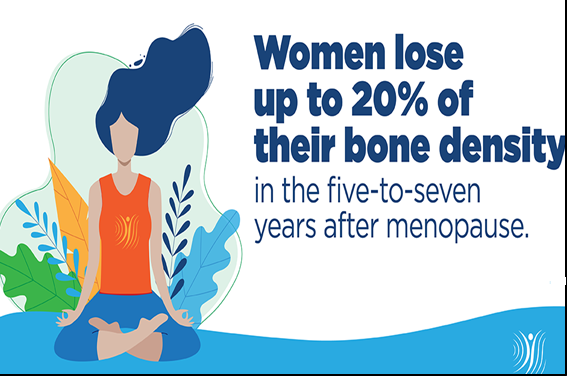 Women lose
up to 20% of
their bone density
in the five-to-seven
years after menopause.